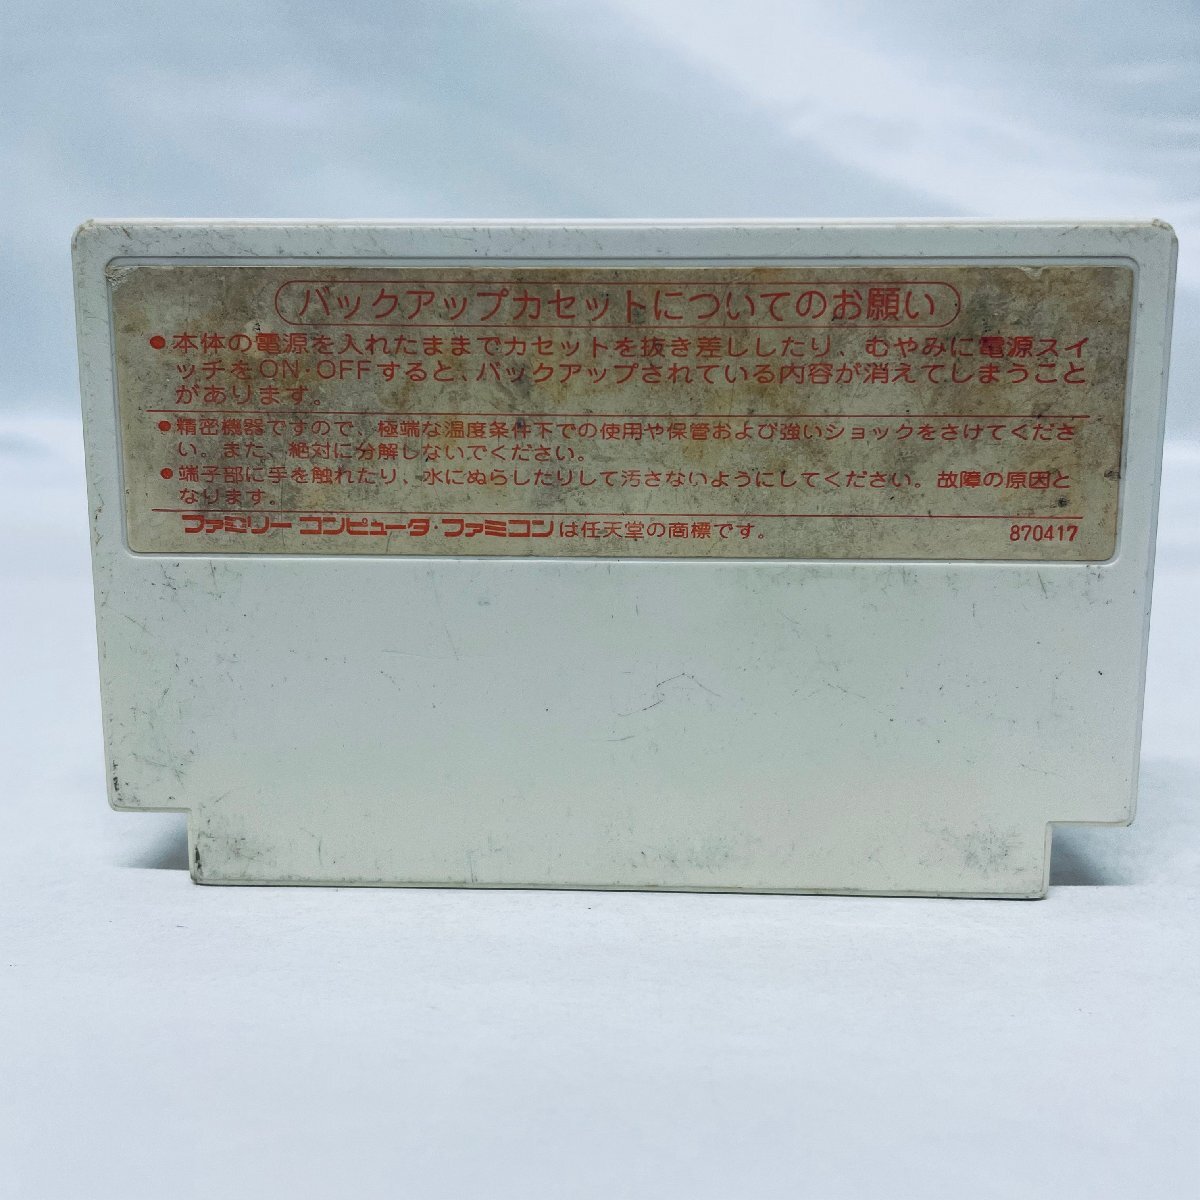 バックアップカセットについてのお願い
●本体の電源を入れたままでカセットを抜き差ししたり、むやみに電源スイ
ッチをON・OFFすると、バックアップされている内容が消えてしまうこと
があります。
●精密機器ですので、極端な温度条件下での使用や保管および強いショックをさけてくださ
い。また、絶対に分解しないでください。
●端子部に手を触れたり、水にぬらしたりして汚さないようにしてください。故障の原因と
なります。
ファミリーコンピュータ・ファミコンは任天堂の商標です。
870417